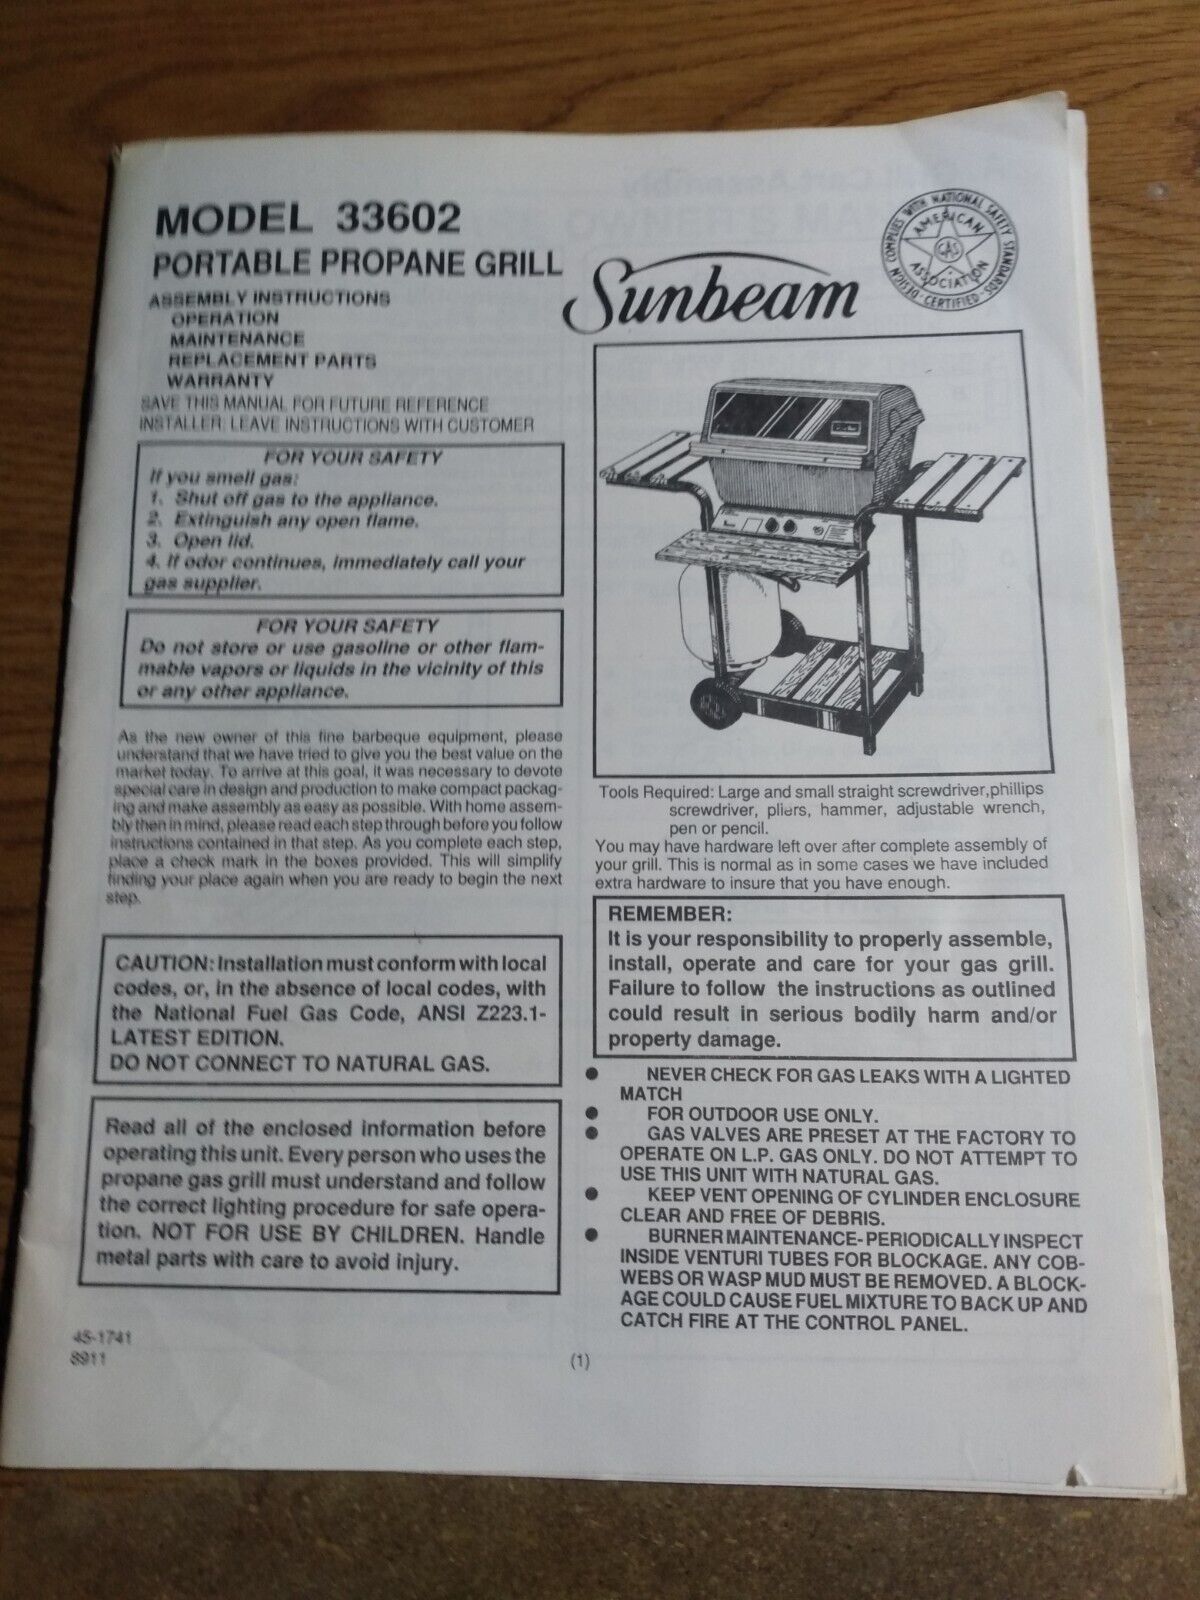 MODEL 33602
PORTABLE PROPANE GRILL
ASSEMBLY INSTRUCTIONS
OPERATION
MAINTENANCE
REPLACEMENT PARTS
WARRANTY
SAVE THIS MANUAL FOR FUTURE REFERENCE
INSTALLER: LEAVE INSTRUCTIONS WITH CUSTOMER
FOR YOUR SAFETY
If you smell gas:
1. Shut off gas to the appliance.
2. Extinguish any open flame.
3. Open lid.
4. If odor continues, immediately call your
gas supplier.
FOR YOUR SAFETY
Do not store or use gasoline or other flam-
mable vapors or liquids in the vicinity of this
or any other appliance.
As the new owner of this fine barbeque equipment, please
understand that we have tried to give you the best value on the
market today. To arrive at this goal, it was necessary to devote
special care in design and production to make compact packag-
ing and make assembly as easy as possible. With home assem-
bly then in mind, please read each step through before you follow
instructions contained in that step. As you complete each step,
place a check mark in the boxes provided. This will simplify
finding your place again when you are ready to begin the next
step.
CAUTION: Installation must conform with local
codes, or, in the absence of local codes, with
the National Fuel Gas Code, ANSI Z223.1-
LATEST EDITION.
DO NOT CONNECT TO NATURAL GAS.
Read all of the enclosed information before
operating this unit. Every person who uses the
propane gas grill must understand and follow
the correct lighting procedure for safe opera-
tion. NOT FOR USE BY CHILDREN. Handle
metal parts with care to avoid injury.
45-1741
8911
(1)
Sunbeam
DESIGN COMPLIES WITH NATIONAL SAFETY STANDARDS
AMERICAN
GAS
ASSOCIATION
CERTIFIED
Tools Required: Large and small straight screwdriver,phillips
screwdriver, pliers, hammer, adjustable wrench,
pen or pencil.
You may have hardware left over after complete assembly of
your grill. This is normal as in some cases we have included
extra hardware to insure that you have enough.
REMEMBER:
It is your responsibility to properly assemble,
install, operate and care for your gas grill.
Failure to follow the instructions as outlined
could result in serious bodily harm and/or
property damage.
● NEVER CHECK FOR GAS LEAKS WITH A LIGHTED
MATCH
● FOR OUTDOOR USE ONLY.
● GAS VALVES ARE PRESET AT THE FACTORY TO
OPERATE ON L.P. GAS ONLY. DO NOT ATTEMPT TO
USE THIS UNIT WITH NATURAL GAS.
● KEEP VENT OPENING OF CYLINDER ENCLOSURE
CLEAR AND FREE OF DEBRIS.
● BURNER MAINTENANCE- PERIODICALLY INSPECT
INSIDE VENTURI TUBES FOR BLOCKAGE. ANY COB-
WEBS OR WASP MUD MUST BE REMOVED. A BLOCK-
AGE COULD CAUSE FUEL MIXTURE TO BACK UP AND
CATCH FIRE AT THE CONTROL PANEL.